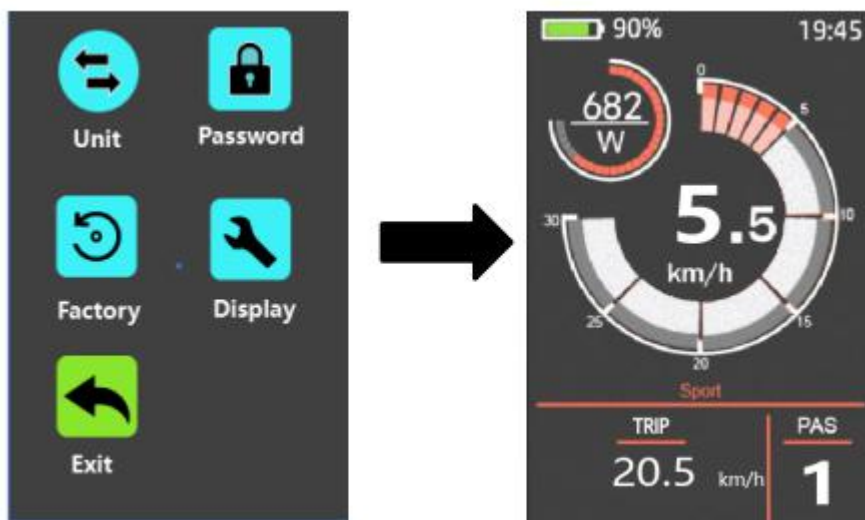 Unit
Password
Factory
Display
Exit
90%
19:45
682
W
0
5
10
15
20
25
30
5.5
km/h
Sport
TRIP
PAS
20.5 km/h
1